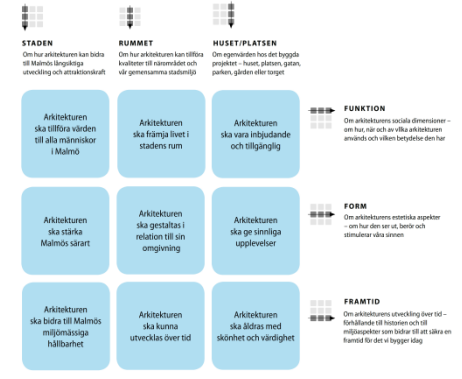 STADEN
Om hur arkitekturen kan bidra
till Malmös långsiktiga
utveckling och attraktionskraft
RUMMET
Om hur arkitekturen kan tillföra
kvaliteter till närområdet och
vår gemensamma stadsmiljö
HUSET/PLATSEN
Om egenvärden hos det byggda
projektet – huset, platsen, gatan,
parken, gården eller torget
Arkitekturen
ska tillföra värden
till alla människor
i Malmö
Arkitekturen
ska främja livet i
stadens rum
Arkitekturen
ska vara inbjudande
och tillgänglig
FUNKTION
Om arkitekturens sociala dimensioner –
om hur, när och av vilka arkitekturen
används och vilken betydelse den har
Arkitekturen
ska stärka
Malmös särart
Arkitekturen
ska gestaltas i
relation till sin
omgivning
Arkitekturen
ska ge sinnliga
upplevelser
FORM
Om arkitekturens estetiska aspekter
– om hur den ser ut, berör och
stimulerar våra sinnen
Arkitekturen
ska bidra till Malmös
miljömässiga
hållbarhet
Arkitekturen
ska kunna
utvecklas över tid
Arkitekturen
ska åldras med
skönhet och värdighet
FRAMTID
Om arkitekturens utveckling över tid –
förhållande till historien och till
miljöaspekter som bidrar till att säkra en
framtid för det vi bygger idag